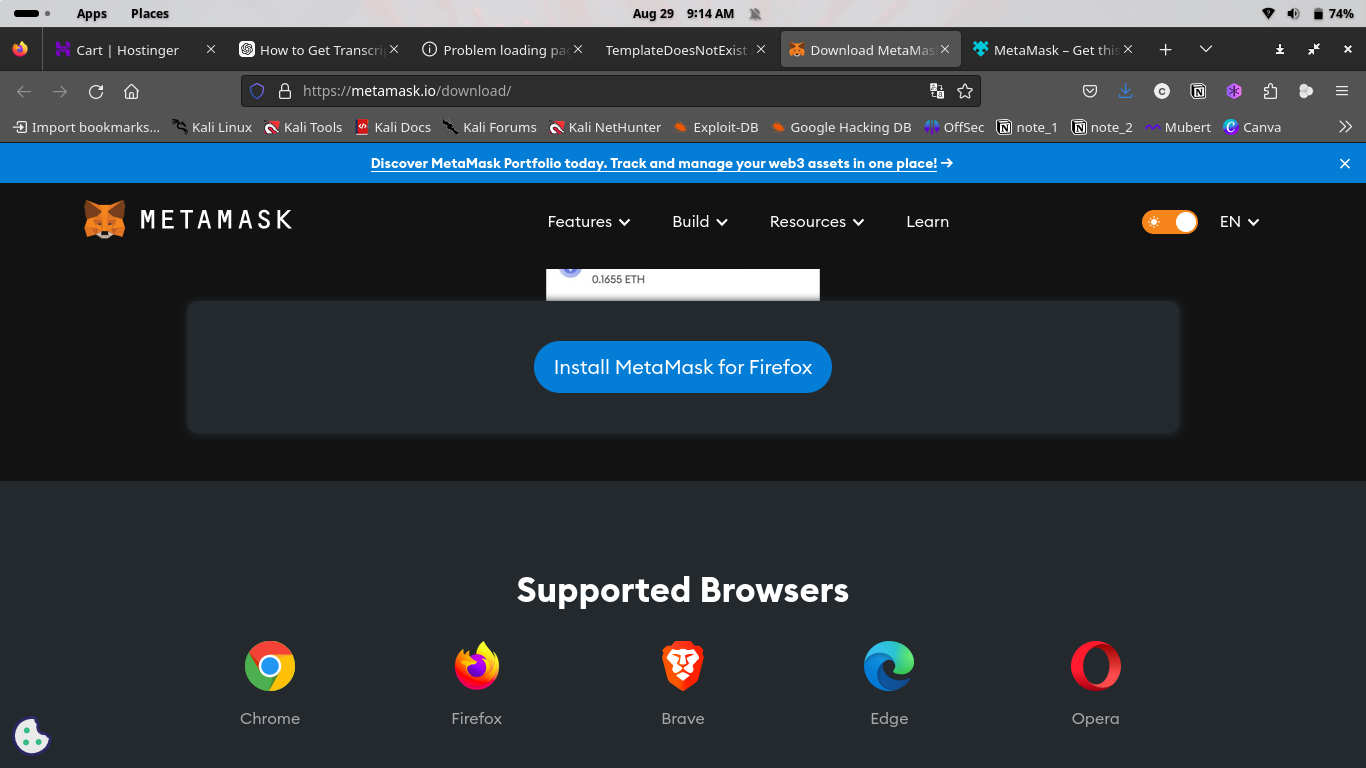 Apps Places Aug 29 9:14 AM 74%
Cart | Hostinger How to Get Transcri Problem loading pa TemplateDoesNotExist Download MetaMas MetaMask – Get this
https://metamask.io/download/
Import bookmarks... Kali Linux Kali Tools Kali Docs Kali Forums Kali NetHunter Exploit-DB Google Hacking DB OffSec note_1 note_2 Mubert Canva
Discover MetaMask Portfolio today. Track and manage your web3 assets in one place! →
METAMASK Features Build Resources Learn EN
0.1655 ETH
Install MetaMask for Firefox
Supported Browsers
Chrome Firefox Brave Edge Opera